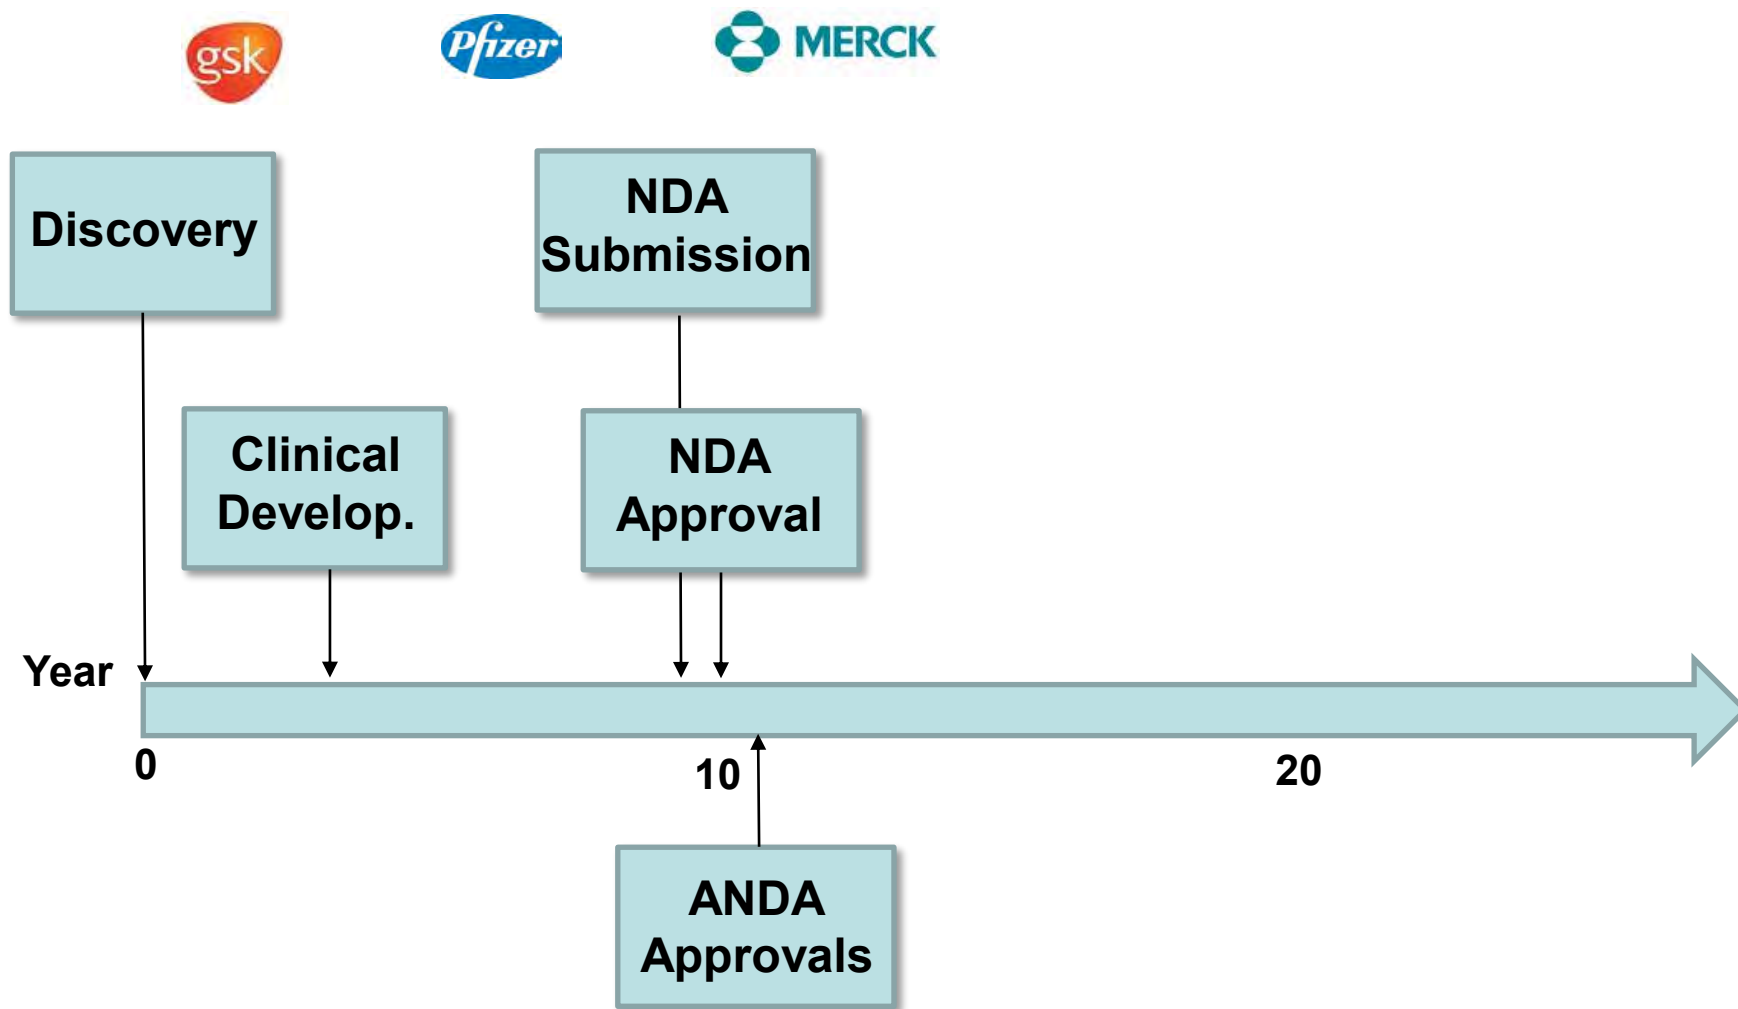 gsk
Pfizer
MERCK
Discovery
NDA
Submission
Clinical
Develop.
NDA
Approval
Year
0
10
20
ANDA
Approvals